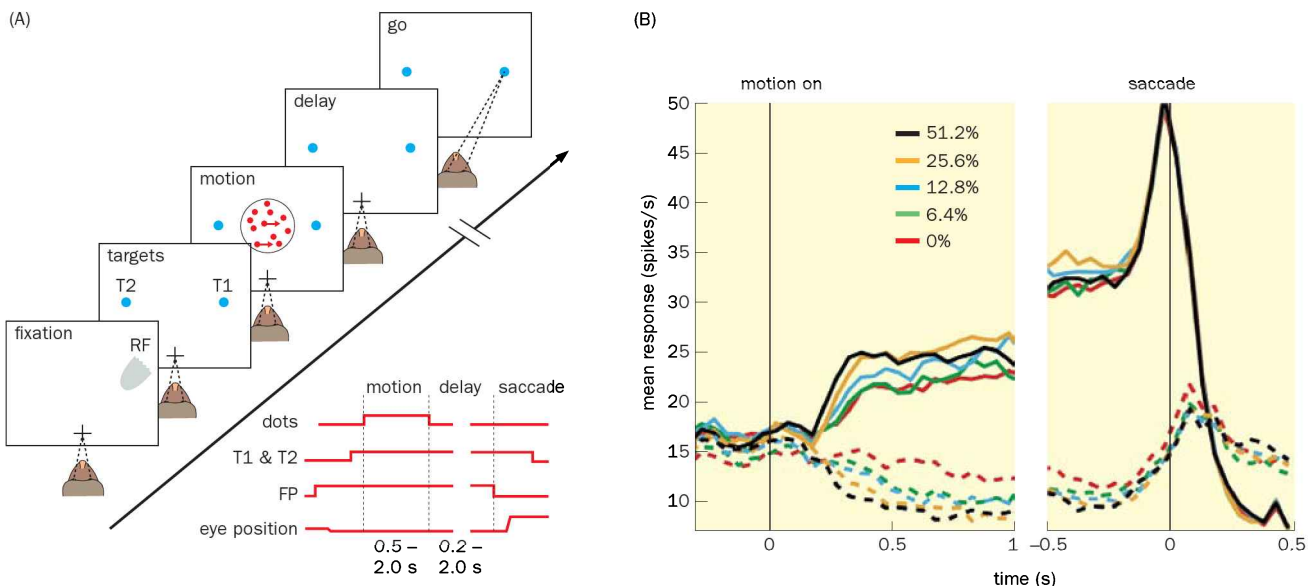 (A)
go
delay
motion
targets
T2 T1
fixation
RF
motion delay saccade
dots
T1 & T2
FP
eye position
0.5 – 0.2 –
2.0 s 2.0 s
(B)
motion on saccade
50
45
40
35
30
25
20
15
10
mean response (spikes/s)
51.2%
25.6%
12.8%
6.4%
0%
0 0.5 1 –0.5 0 0.5
time (s)